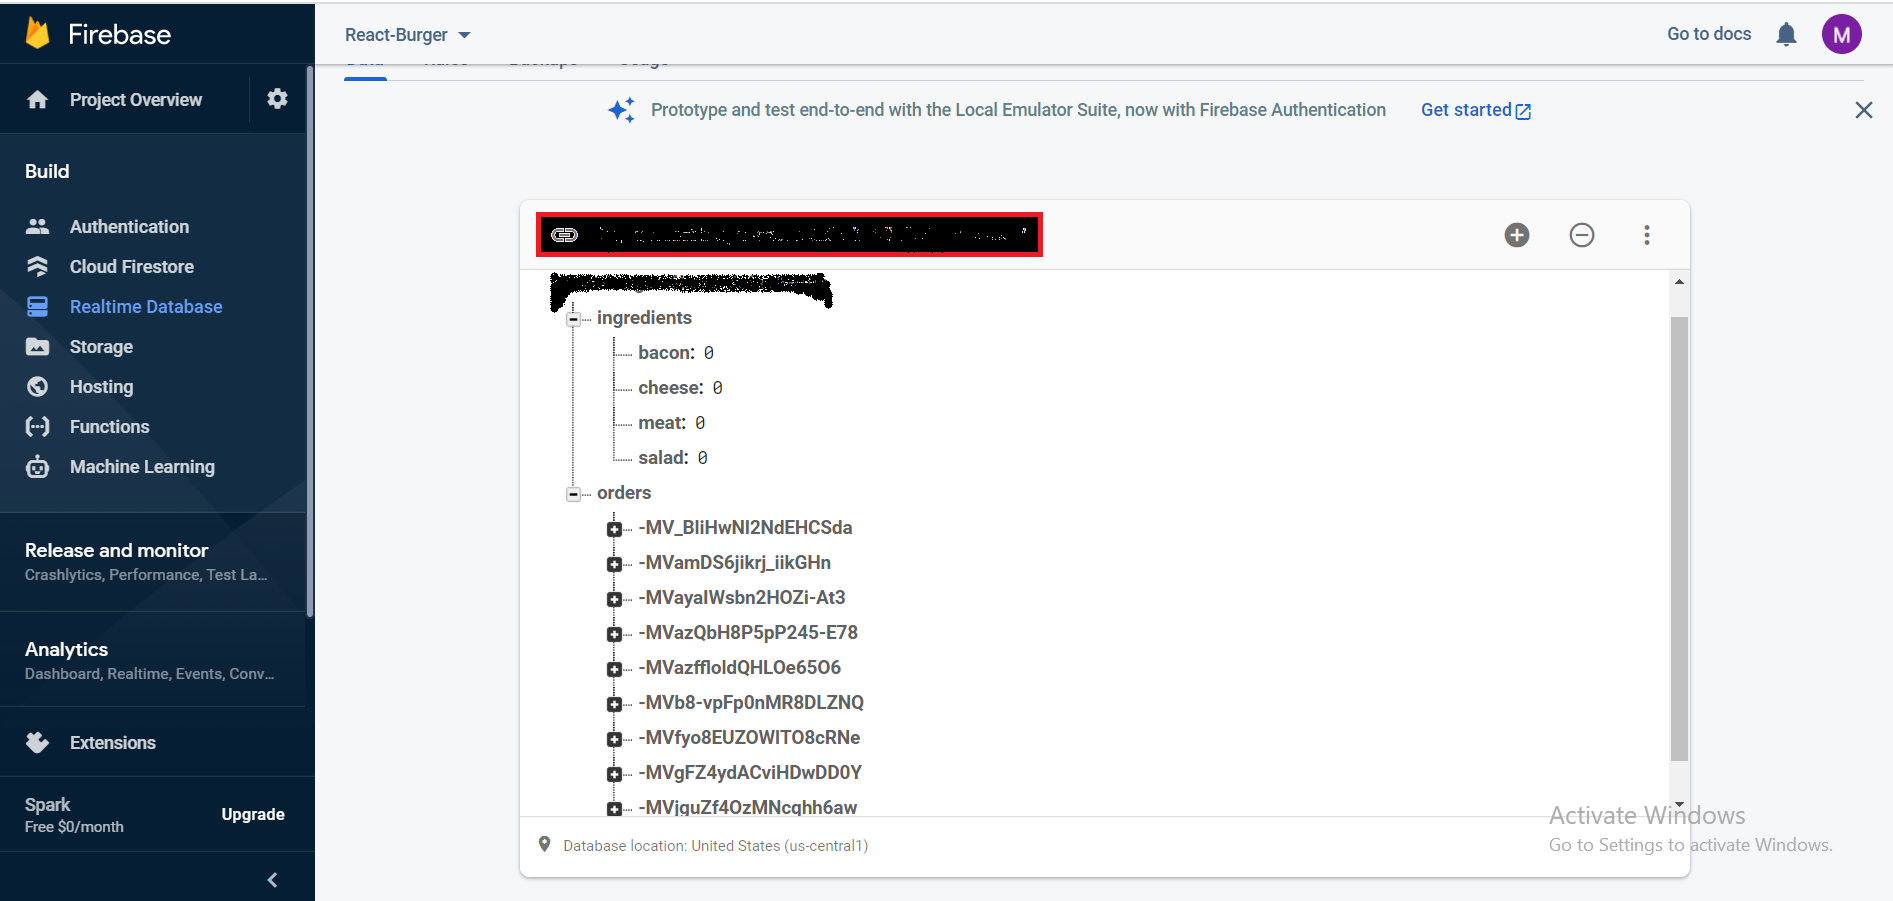 Firebase
React-Burger
Go to docs
M
Project Overview
Prototype and test end-to-end with the Local Emulator Suite, now with Firebase Authentication
Get started
Build
Authentication
Cloud Firestore
Realtime Database
Storage
Hosting
Functions
Machine Learning
Release and monitor
Crashlytics, Performance, Test La...
Analytics
Dashboard, Realtime, Events, Conv...
Extensions
Spark
Free $0/month
Upgrade
ingredients
bacon: 0
cheese: 0
meat: 0
salad: 0
orders
-MV_BliHwNI2NdEHCSda
-MVamDS6jikrj_iikGHn
-MVayaIWsbn2HOZi-At3
-MVazQbH8P5pP245-E78
-MVazffloIdQHLOe65O6
-MVb8-vpFp0nMR8DLZNQ
-MVfyo8EUZOWITO8cRNe
-MVgFZ4ydACviHDwDD0Y
-MVjguZf4OzMNcqhh6aw
Database location: United States (us-central1)
Activate Windows
Go to Settings to activate Windows.